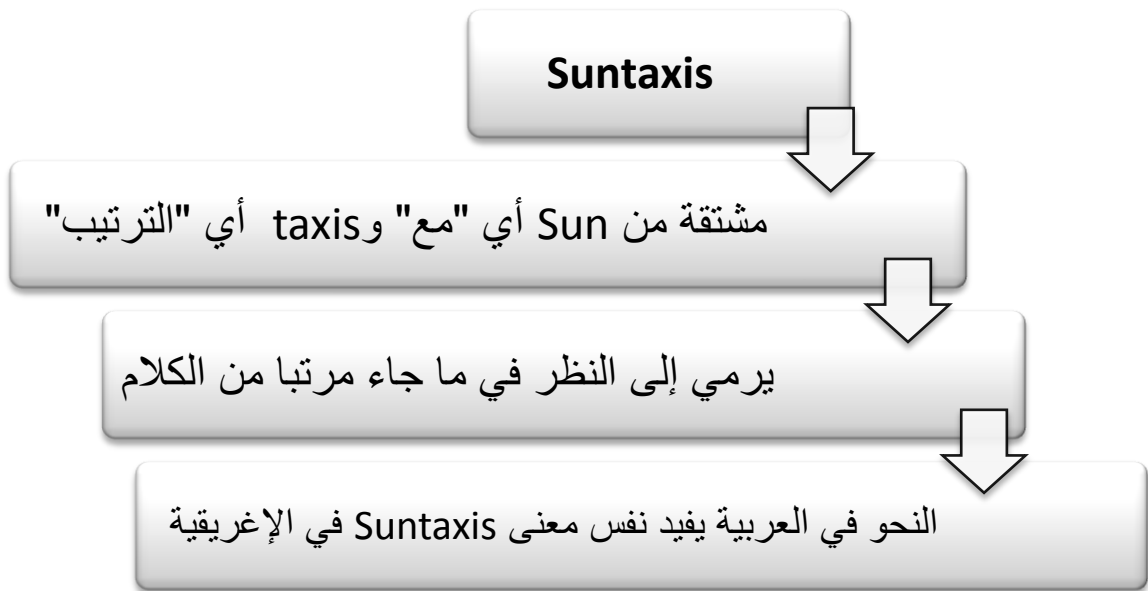 Suntaxis
مشتقة من Sun أي "مع" وtaxis أي "الترتيب"
يرمي إلى النظر في ما جاء مرتبا من الكلام
النحو في العربية يفيد نفس معنى Suntaxis في الإغريقية